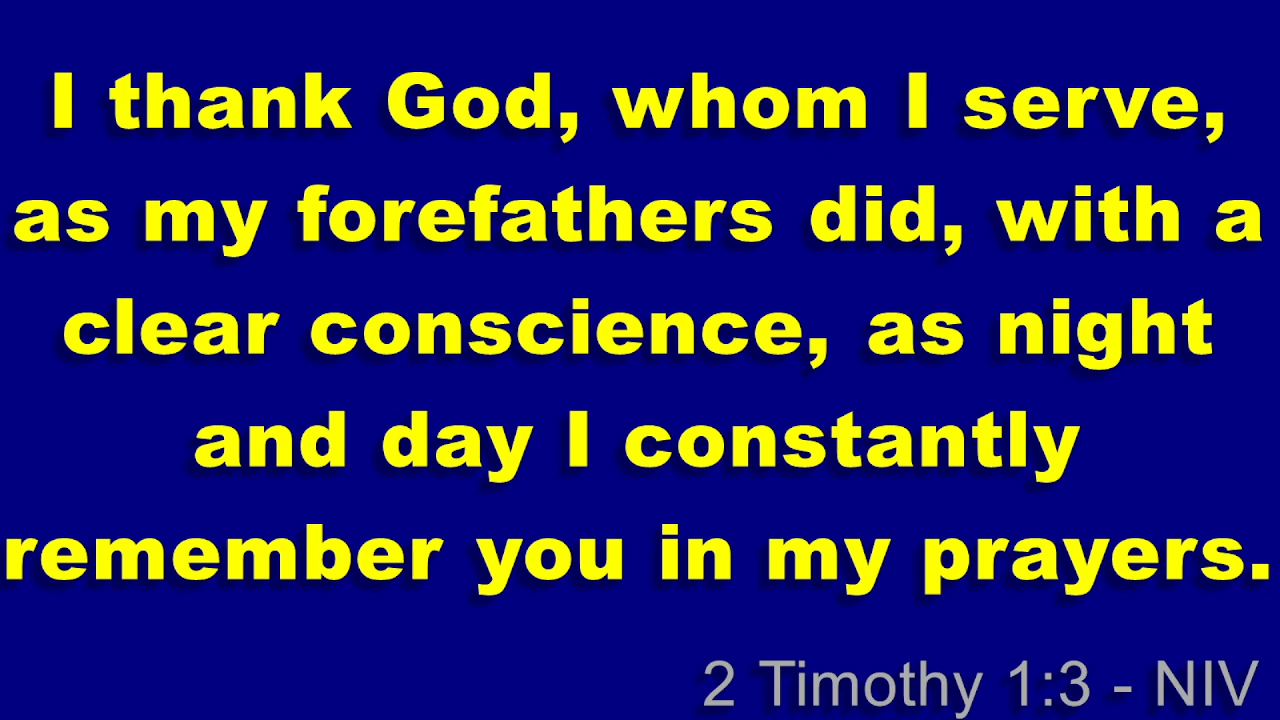 I thank God, whom I serve,
as my forefathers did, with a
clear conscience, as night
and day I constantly
remember you in my prayers.
2 Timothy 1:3 - NIV